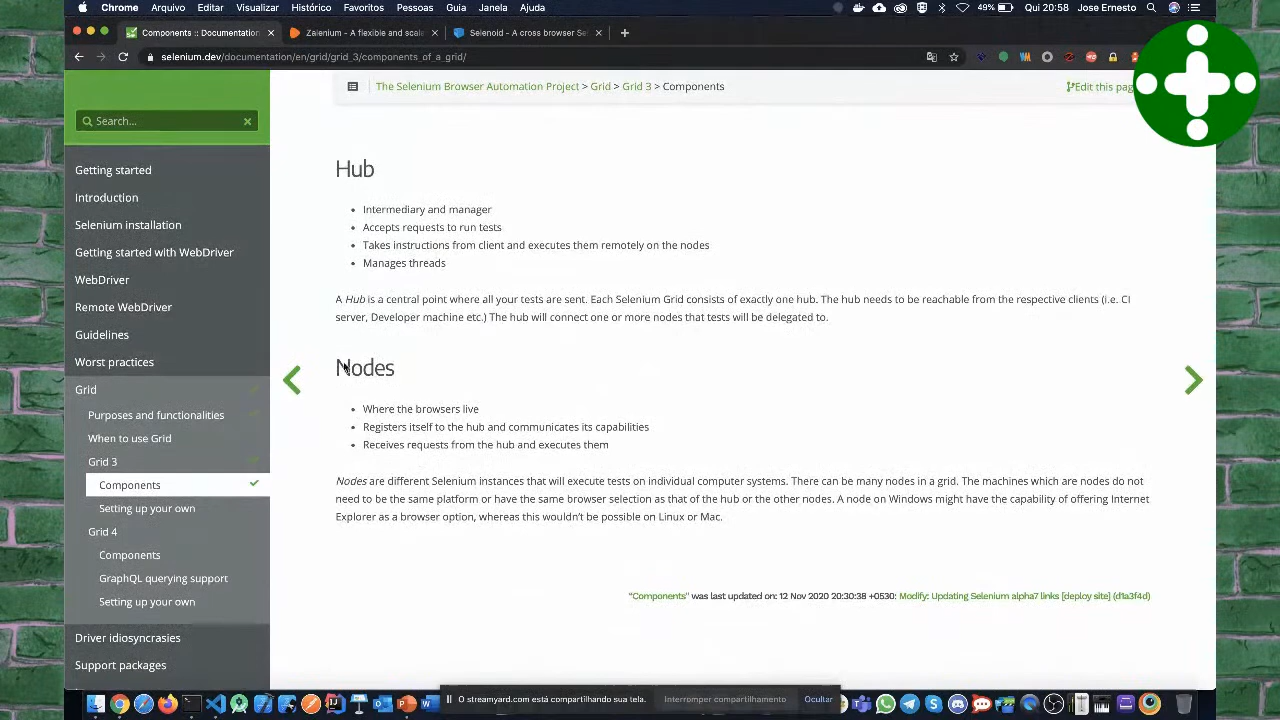 Chrome Arquivo Editar Visualizar Histórico Favoritos Pessoas Guia Janela Ajuda 49% Qui 20:58 Jose Ernesto
Components :: Documentation Zalenium - A flexible and scala Selenoid - A cross browser Se
selenium.dev/documentation/en/grid/grid_3/components_of_a_grid/
The Selenium Browser Automation Project > Grid > Grid 3 > Components Edit this pag
Search...
Getting started
Introduction
Selenium installation
Getting started with WebDriver
WebDriver
Remote WebDriver
Guidelines
Worst practices
Grid
Purposes and functionalities
When to use Grid
Grid 3
Components
Setting up your own
Grid 4
Components
GraphQL querying support
Setting up your own
Driver idiosyncrasies
Support packages
Hub
• Intermediary and manager
• Accepts requests to run tests
• Takes instructions from client and executes them remotely on the nodes
• Manages threads
A Hub is a central point where all your tests are sent. Each Selenium Grid consists of exactly one hub. The hub needs to be reachable from the respective clients (i.e. CI
server, Developer machine etc.) The hub will connect one or more nodes that tests will be delegated to.
Nodes
• Where the browsers live
• Registers itself to the hub and communicates its capabilities
• Receives requests from the hub and executes them
Nodes are different Selenium instances that will execute tests on individual computer systems. There can be many nodes in a grid. The machines which are nodes do not
need to be the same platform or have the same browser selection as that of the hub or the other nodes. A node on Windows might have the capability of offering Internet
Explorer as a browser option, whereas this wouldn't be possible on Linux or Mac.
"Components" was last updated on: 12 Nov 2020 20:30:38 +0530: Modify: Updating Selenium alpha7 links [deploy site] (d1a3f4d)
O streamyard.com está compartilhando sua tela. Interromper compartilhamento Ocultar